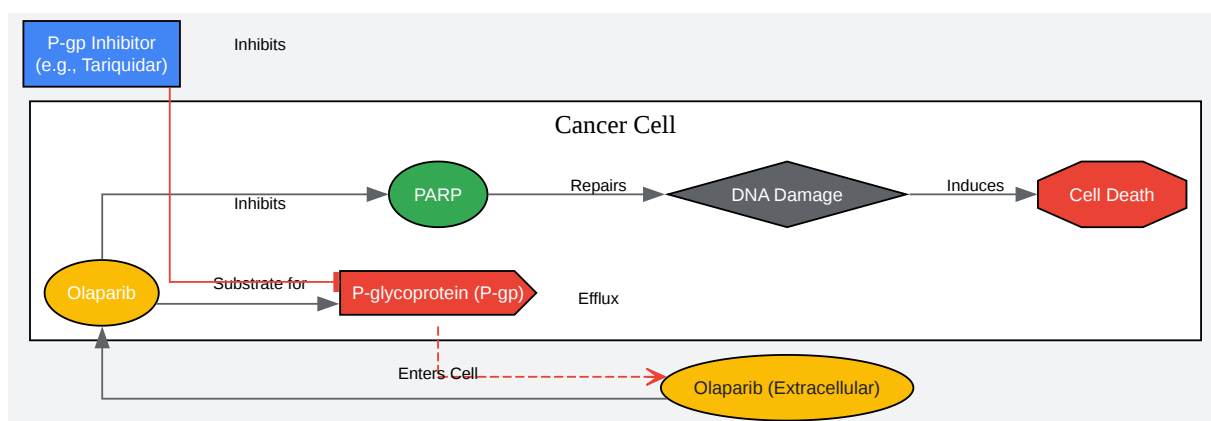 P-gp Inhibitor
(e.g., Tariquidar)
Inhibits
Cancer Cell
PARP
Repairs
DNA Damage
Induces
Cell Death
Inhibits
Olaparib
Substrate for
P-glycoprotein (P-gp)
Efflux
Enters Cell
Olaparib (Extracellular)